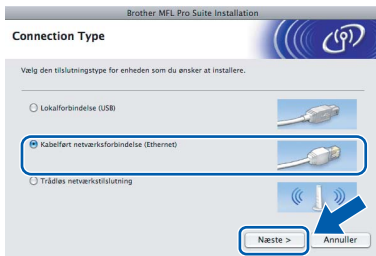 Brother MFL Pro Suite Installation
Connection Type
Vælg den tilslutningstype for enheden som du ønsker at installere.
Lokalforbindelse (USB)
Kabelført netværksforbindelse (Ethernet)
Trådløs netværkstilslutning
Næste >
Annuller